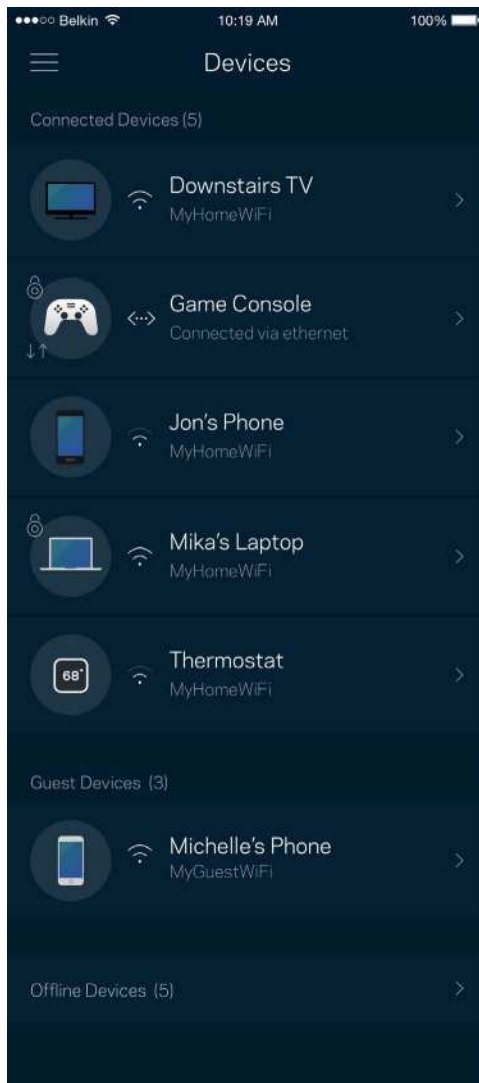 Belkin 10:19 AM 100%
Devices
Connected Devices (5)
Downstairs TV
MyHomeWiFi
Game Console
Connected via ethernet
Jon's Phone
MyHomeWiFi
Mika's Laptop
MyHomeWiFi
68°
Thermostat
MyHomeWiFi
Guest Devices (3)
Michelle's Phone
MyGuestWiFi
Offline Devices (5)